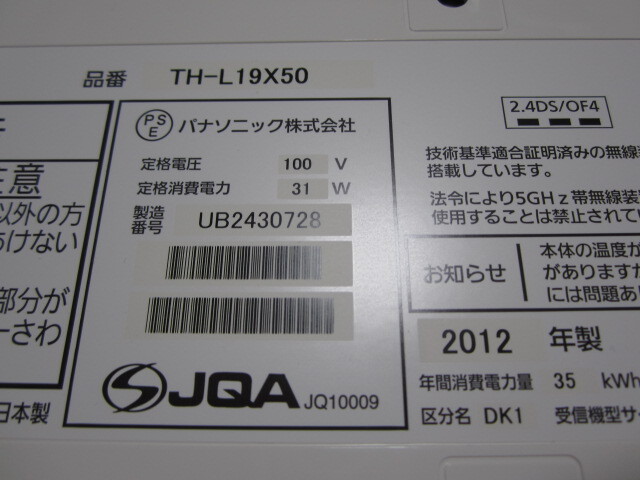 品番 TH-L19X50
意
以外の方
あけない
部分が
さわ
日本製
PSE パナソニック株式会社
定格電圧 100 V
定格消費電力 31 W
製造番号 UB2430728
JQA JQ10009
2.4DS/OF4
技術基準適合証明済みの無線
搭載しています。
法令により5GHz帯無線装
使用することは禁止されて
お知らせ
本体の温度が
がありますが
には問題あ
2012 年製
年間消費電力量 35 kWh
区分名 DK1 受信機型サ